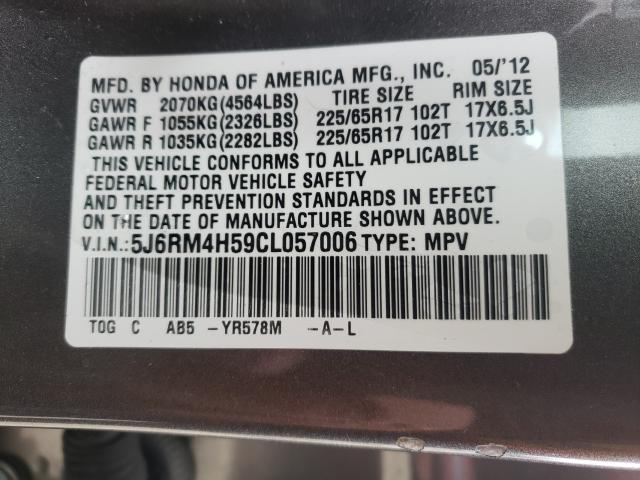 MFD. BY HONDA OF AMERICA MFG., INC. 05/'12
GVWR 2070KG(4564LBS) TIRE SIZE RIM SIZE
GAWR F 1055KG(2326LBS) 225/65R17 102T 17X6.5J
GAWR R 1035KG(2282LBS) 225/65R17 102T 17X6.5J
THIS VEHICLE CONFORMS TO ALL APPLICABLE
FEDERAL MOTOR VEHICLE SAFETY
AND THEFT PREVENTION STANDARDS IN EFFECT
ON THE DATE OF MANUFACTURE SHOWN ABOVE.
V.I.N.:5J6RM4H59CL057006 TYPE: MPV
TOG C AB5 -YR578M -A-L